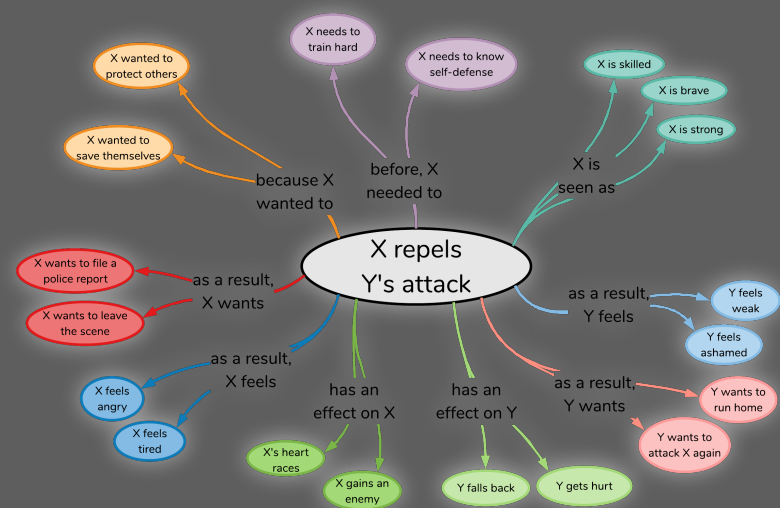 X needs to
train hard
X wanted to
protect others
X needs to know
self-defense
X is skilled
X is brave
X is strong
X wanted to
save themselves
because X
wanted to
before, X
needed to
X is
seen as
X repels
Y's attack
X wants to file a
police report
as a result,
X wants
X wants to leave
the scene
as a result,
Y feels
Y feels
weak
Y feels
ashamed
as a result,
X feels
X feels
angry
X feels
tired
has an
effect on X
X's heart
races
X gains an
enemy
has an
effect on Y
Y falls back
Y gets hurt
as a result,
Y wants
Y wants to
run home
Y wants to
attack X again